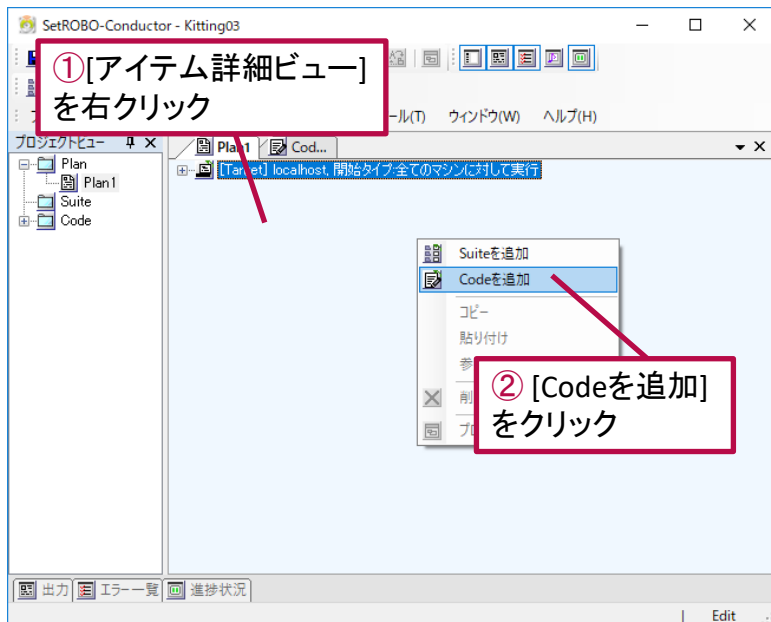 SetROBO-Conductor - Kitting03
①[アイテム詳細ビュー]
を右クリック
ール(T) ウィンドウ(W) ヘルプ(H)
プロジェクトビュー
Plan1 Cod...
Plan
[Target] localhost, 開始タイプ:全てのマシンに対して実行
Plan1
Suite
Code
Suiteを追加
Codeを追加
コピー
貼り付け
参
② [Codeを追加]
をクリック
削
プロ
出力 エラー一覧 進捗状況
Edit